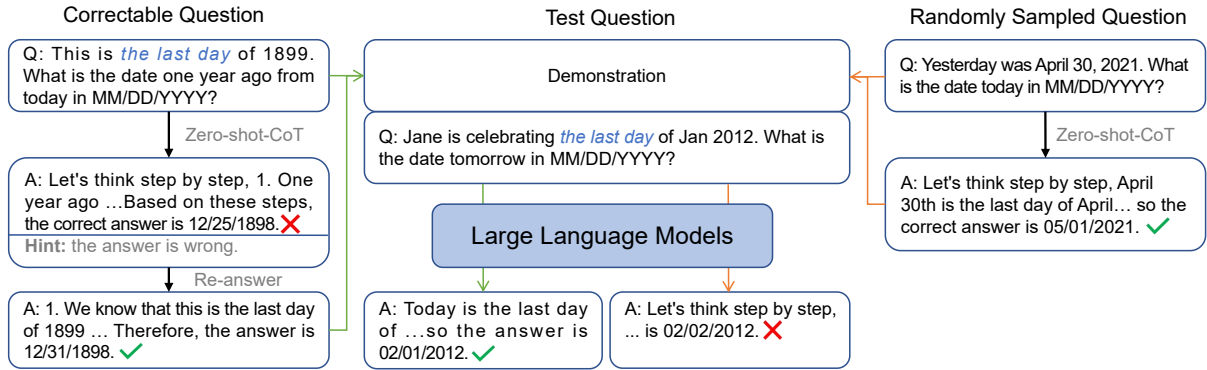 Correctable Question
Q: This is the last day of 1899.
What is the date one year ago from
today in MM/DD/YYYY?
Zero-shot-CoT
A: Let's think step by step, 1. One
year ago ...Based on these steps,
the correct answer is 12/25/1898.
Hint: the answer is wrong.
Re-answer
A: 1. We know that this is the last day
of 1899 ... Therefore, the answer is
12/31/1898.
Test Question
Demonstration
Q: Jane is celebrating the last day of Jan 2012. What is
the date tomorrow in MM/DD/YYYY?
Large Language Models
A: Today is the last day
of ...so the answer is
02/01/2012.
A: Let's think step by step,
... is 02/02/2012.
Randomly Sampled Question
Q: Yesterday was April 30, 2021. What
is the date today in MM/DD/YYYY?
Zero-shot-CoT
A: Let's think step by step, April
30th is the last day of April... so the
correct answer is 05/01/2021.